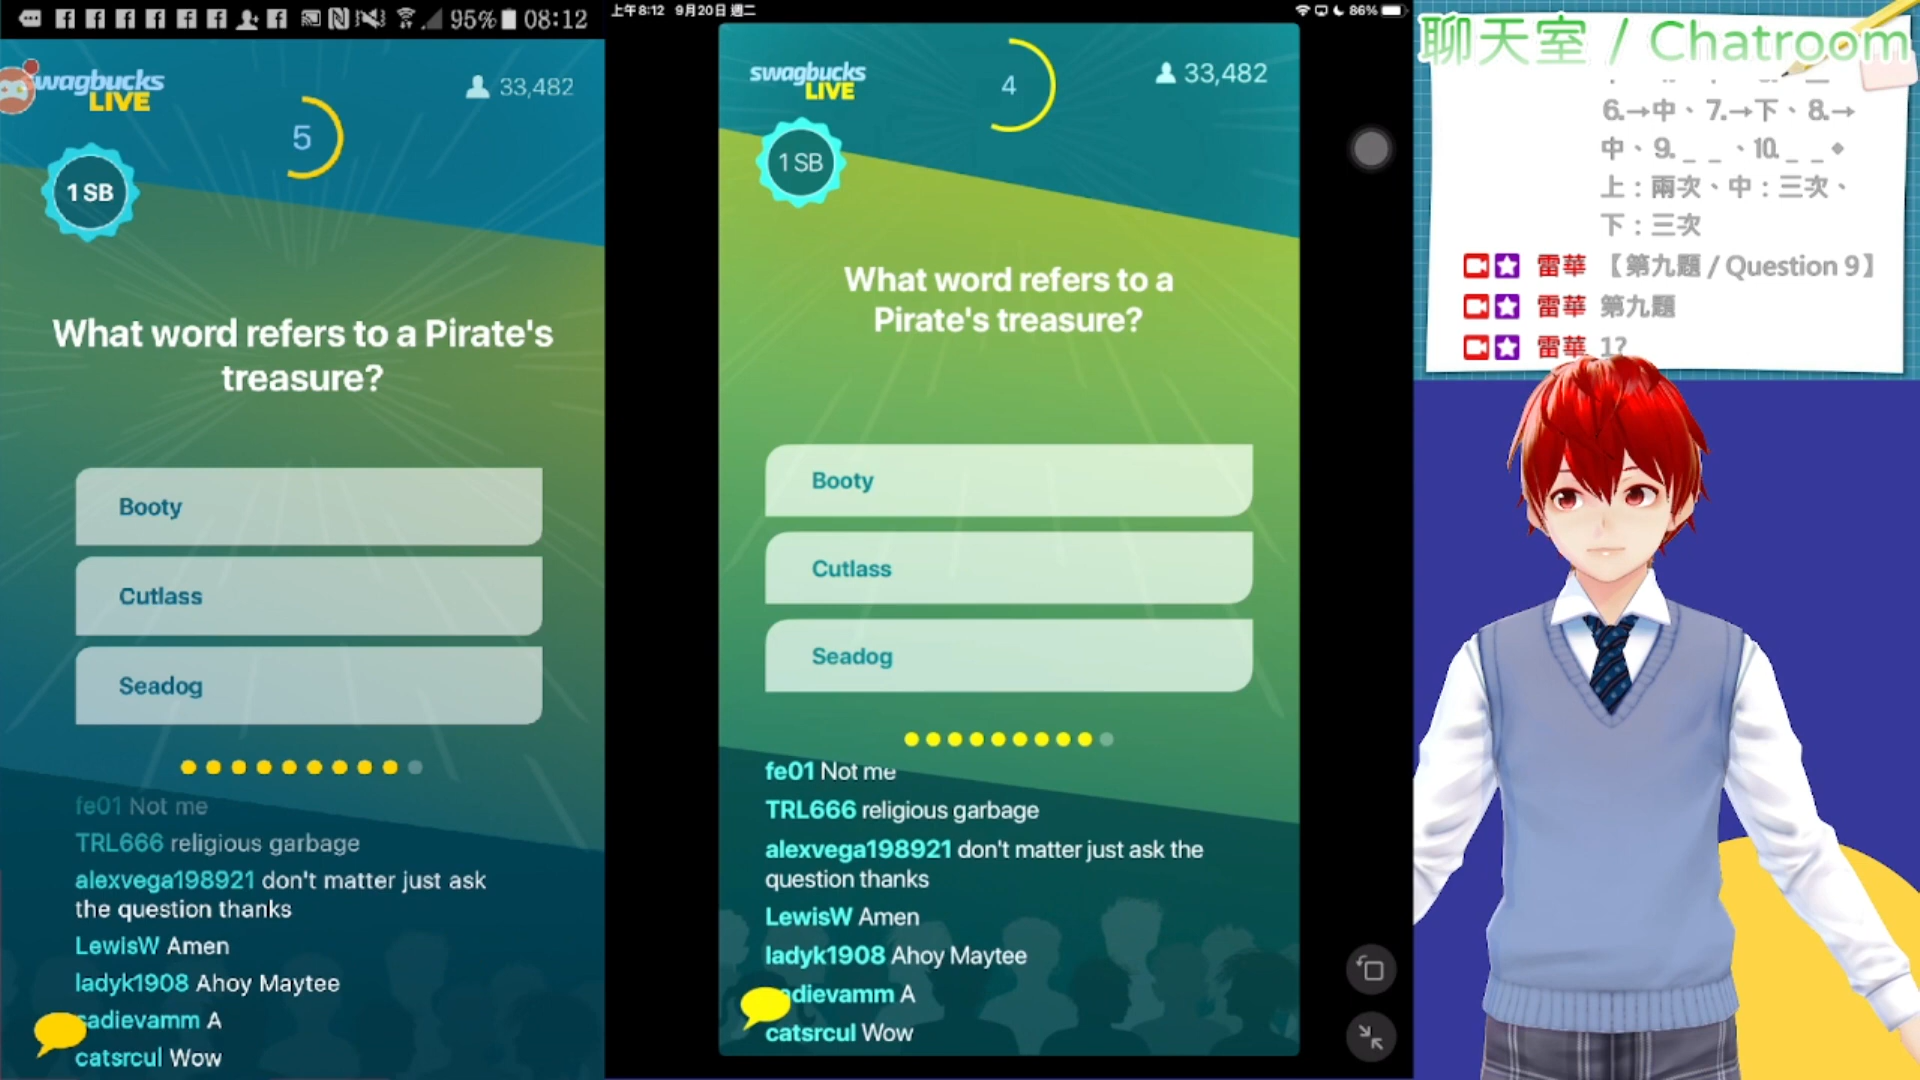 95% 08:12
swagbucks
LIVE
5
33,482
1 SB
What word refers to a Pirate's
treasure?
Booty
Cutlass
Seadog
fe01 Not me
TRL666 religious garbage
alexvega198921 don't matter just ask
the question thanks
LewisW Amen
ladyk1908 Ahoy Maytee
sadievamm A
catsrcul Wow
上午8:12 9月20日 週二
86%
swagbucks
LIVE
4
33,482
1 SB
What word refers to a
Pirate's treasure?
Booty
Cutlass
Seadog
fe01 Not me
TRL666 religious garbage
alexvega198921 don't matter just ask the
question thanks
LewisW Amen
ladyk1908 Ahoy Maytee
adievamm A
catsrcul Wow
聊天室 / Chatroom
6.→中、7.→下、8.→
中、9. _ _ 、10. _ _ ◆
上：兩次、中：三次、
下：三次
雷華 【第九題 / Question 9】
雷華 第九題
雷華 1?